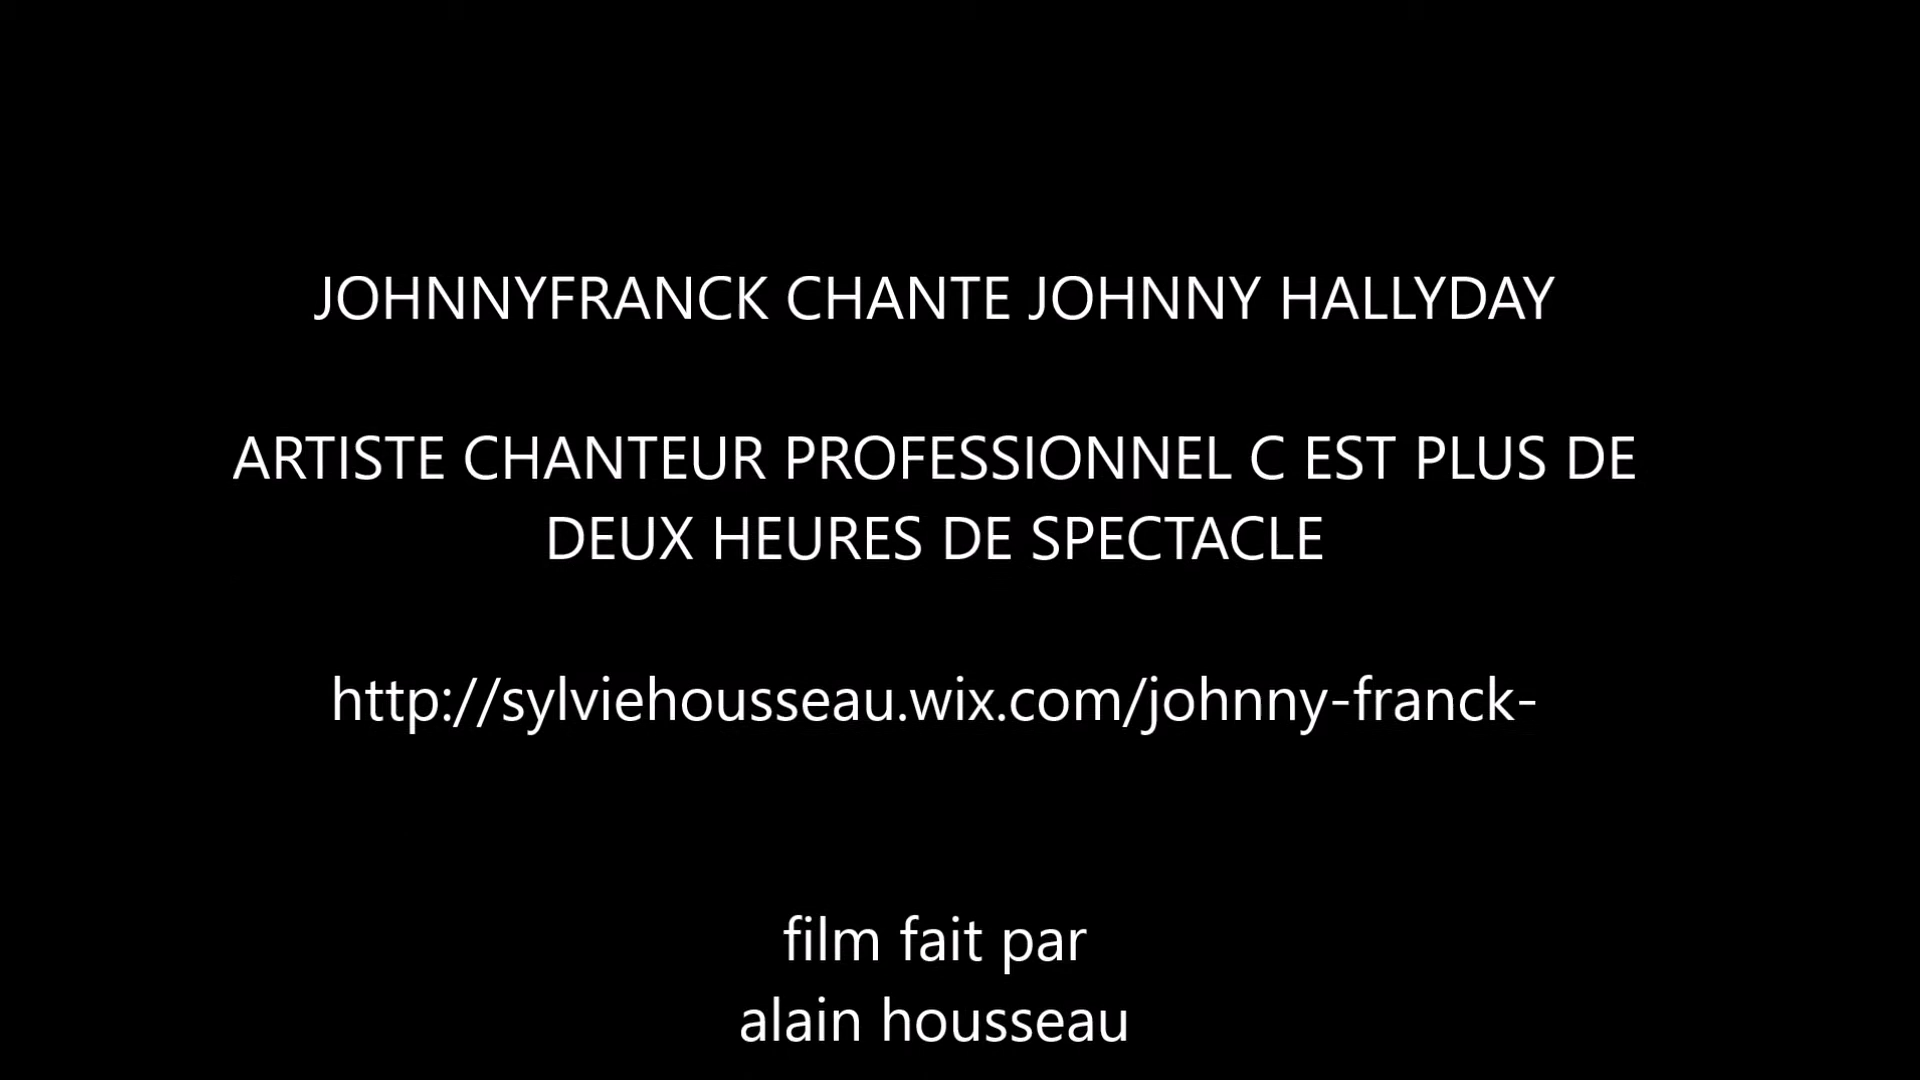 JOHNNYFRANCK CHANTE JOHNNY HALLYDAY
ARTISTE CHANTEUR PROFESSIONNEL C EST PLUS DE
DEUX HEURES DE SPECTACLE
http://sylviehousseau.wix.com/johnny-franck-
film fait par
alain housseau